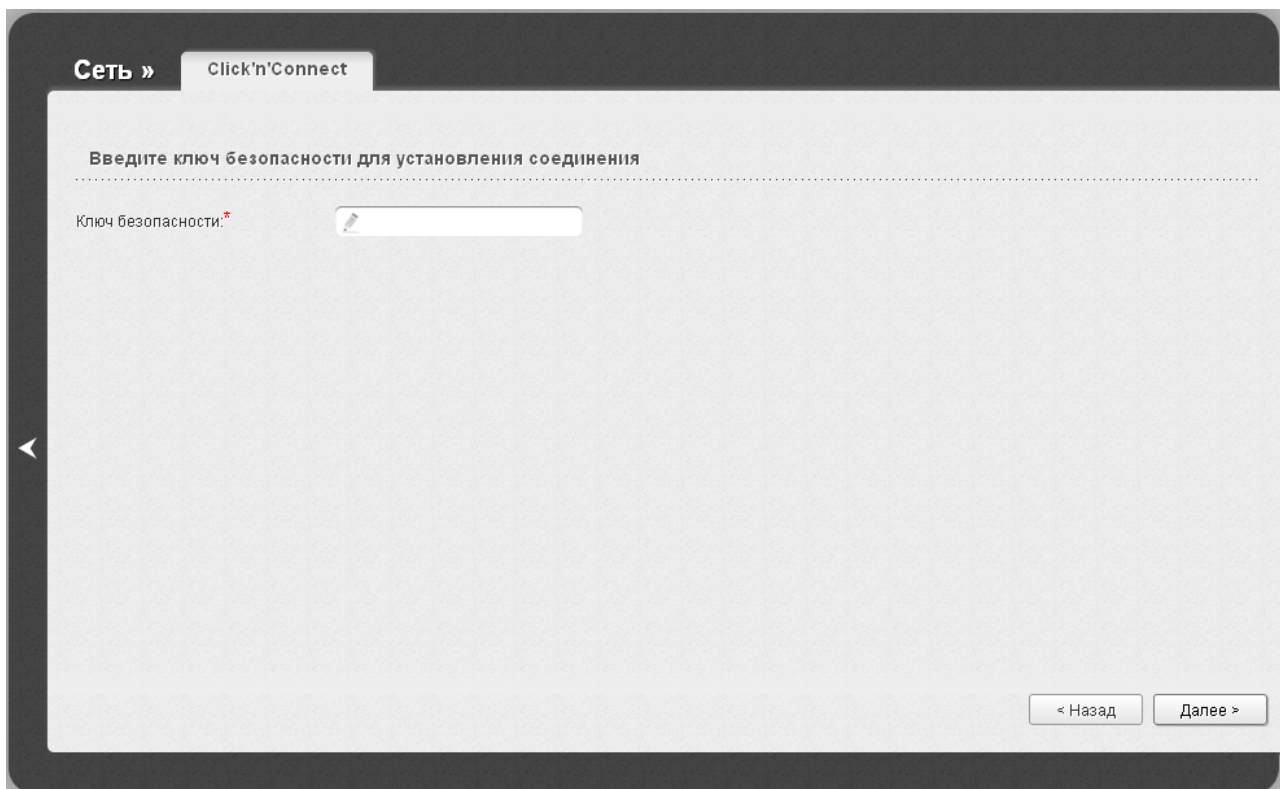 Сеть »
Click'n'Connect
Введите ключ безопасности для установления соединения
Ключ безопасности:*
< Назад
Далее >